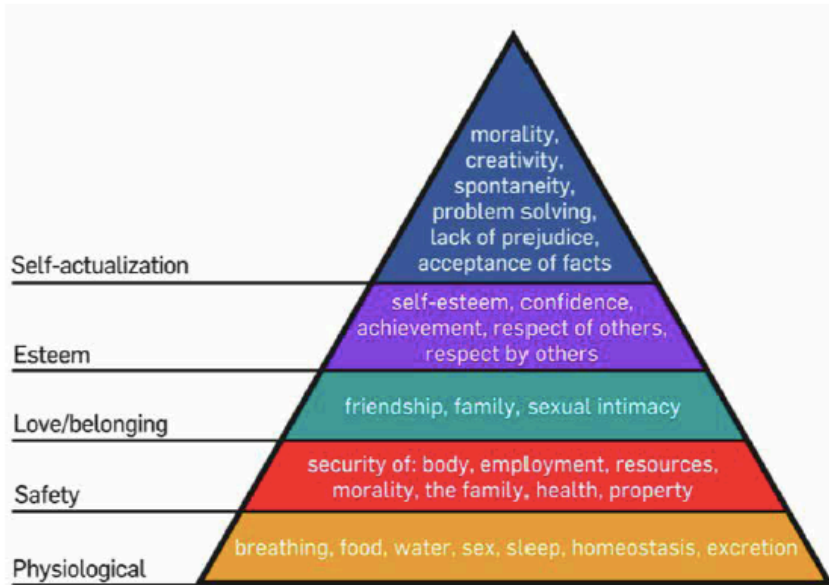 morality,
creativity,
spontaneity,
problem solving,
lack of prejudice,
acceptance of facts
Self-actualization
self-esteem, confidence,
achievement, respect of others,
respect by others
Esteem
friendship, family, sexual intimacy
Love/belonging
security of: body, employment, resources,
morality, the family, health, property
Safety
breathing, food, water, sex, sleep, homeostasis, excretion
Physiological